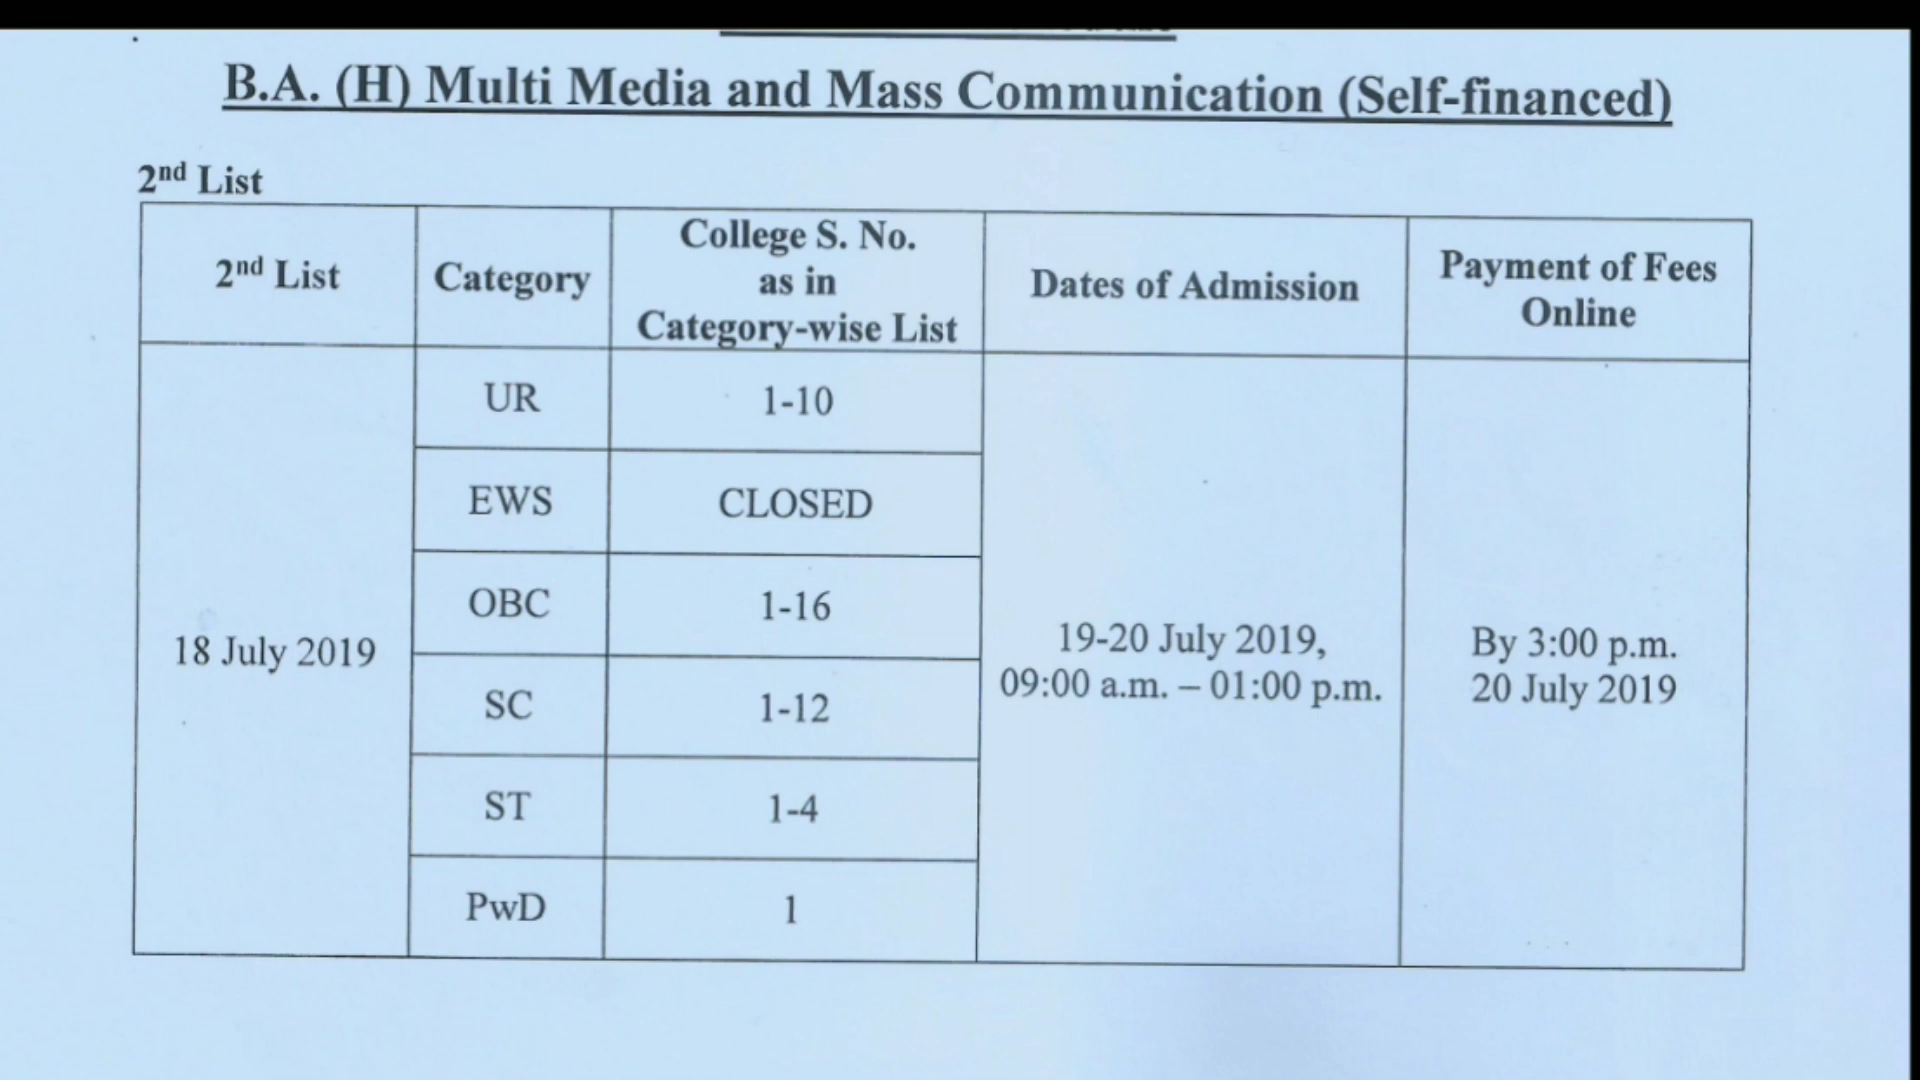 B.A. (H) Multi Media and Mass Communication (Self-financed)
2nd List
2nd List
Category
College S. No.
as in
Category-wise List
Dates of Admission
Payment of Fees
Online
18 July 2019
UR
1-10
EWS
CLOSED
OBC
1-16
SC
1-12
ST
1-4
PwD
1
19-20 July 2019,
09:00 a.m. – 01:00 p.m.
By 3:00 p.m.
20 July 2019